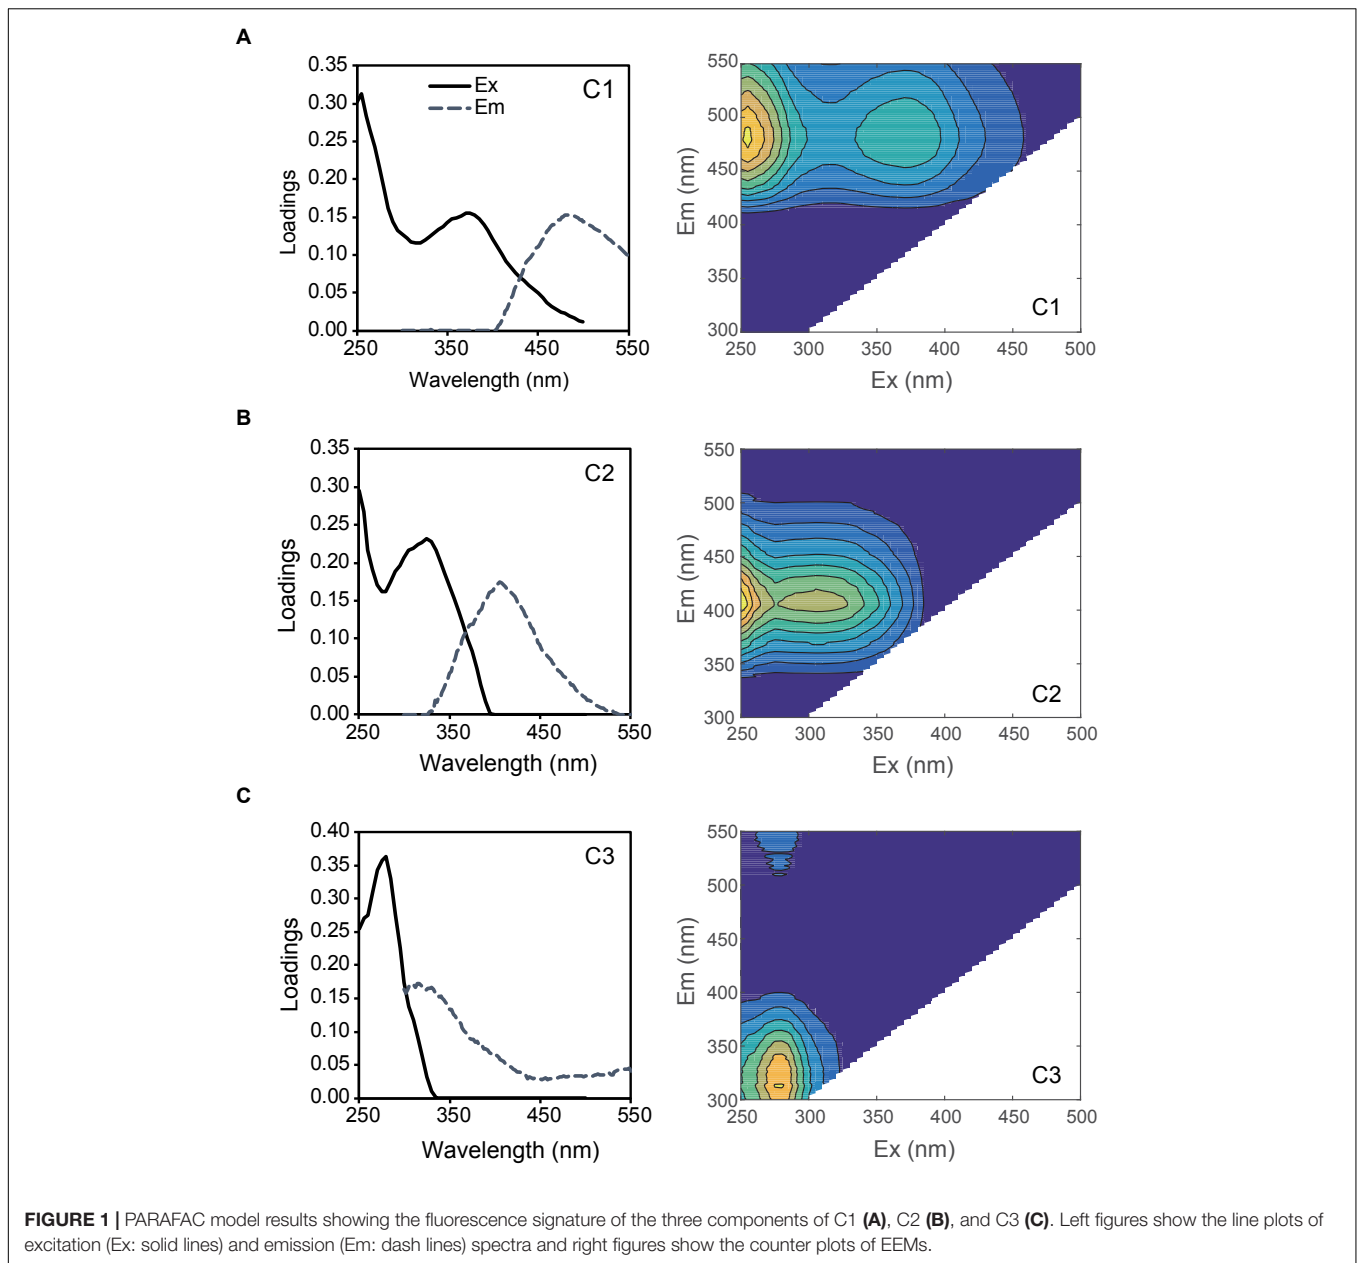 A
0.35
0.30
0.25
0.20
0.15
0.10
0.05
0.00
Loadings
Ex
Em
C1
250 350 450 550
Wavelength (nm)
550
500
450
400
350
300
Em (nm)
C1
250 300 350 400 450 500
Ex (nm)
B
0.35
0.30
0.25
0.20
0.15
0.10
0.05
0.00
Loadings
C2
250 350 450 550
Wavelength (nm)
550
500
450
400
350
300
Em (nm)
C2
250 300 350 400 450 500
Ex (nm)
C
0.40
0.35
0.30
0.25
0.20
0.15
0.10
0.05
0.00
Loadings
C3
250 350 450 550
Wavelength (nm)
550
500
450
400
350
300
Em (nm)
C3
250 300 350 400 450 500
Ex (nm)
FIGURE 1 | PARAFAC model results showing the fluorescence signature of the three components of C1 (A), C2 (B), and C3 (C). Left figures show the line plots of
excitation (Ex: solid lines) and emission (Em: dash lines) spectra and right figures show the counter plots of EEMs.